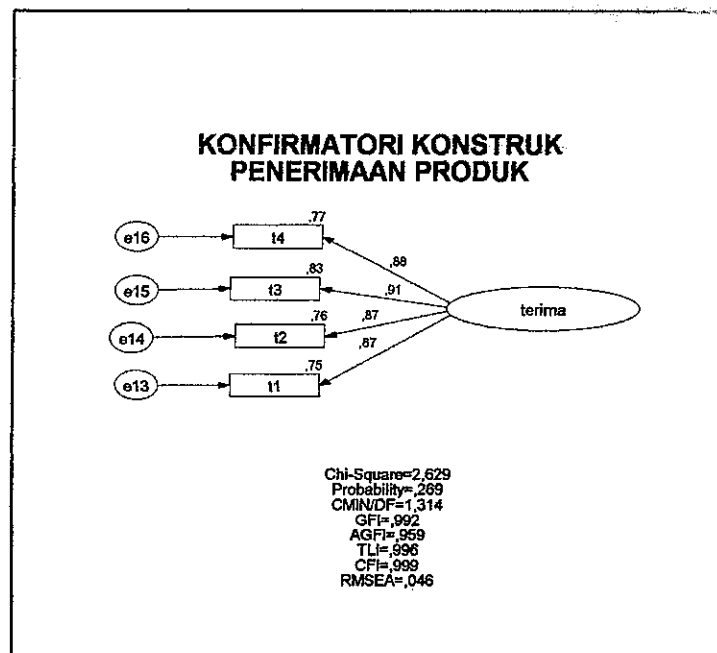 KONFIRMATORI KONSTRUK
PENERIMAAN PRODUK
,77
e16
t4
,88
,83
e15
t3
,91
terima
,76
e14
t2
,87
,75
e13
t1
,87
Chi-Square=2,629
Probability=,269
CMIN/DF=1,314
GFI=,992
AGFI=,959
TLI=,996
CFI=,999
RMSEA=,046